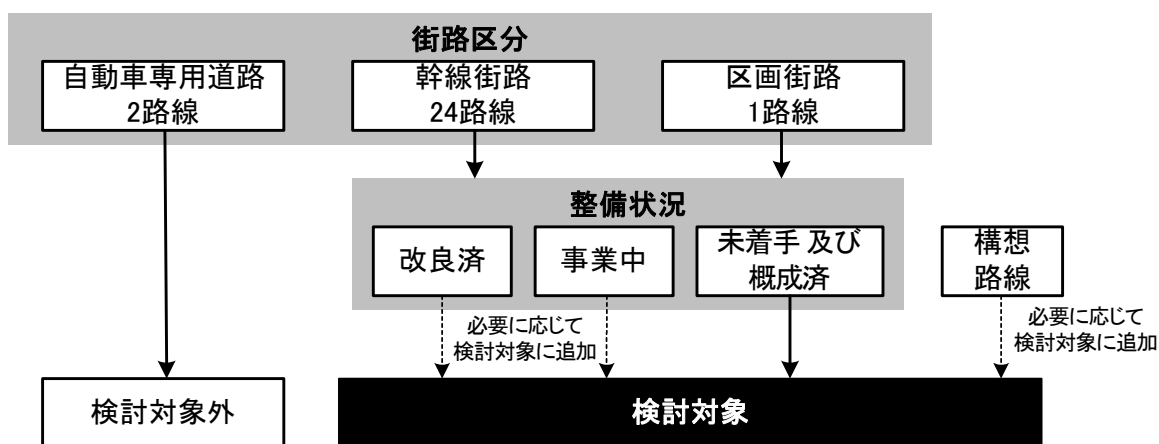 街路区分
自動車専用道路
2路線
幹線街路
24路線
区画街路
1路線
整備状況
改良済
事業中
未着手 及び
概成済
構想
路線
必要に応じて
検討対象に追加
必要に応じて
検討対象に追加
検討対象外
検討対象